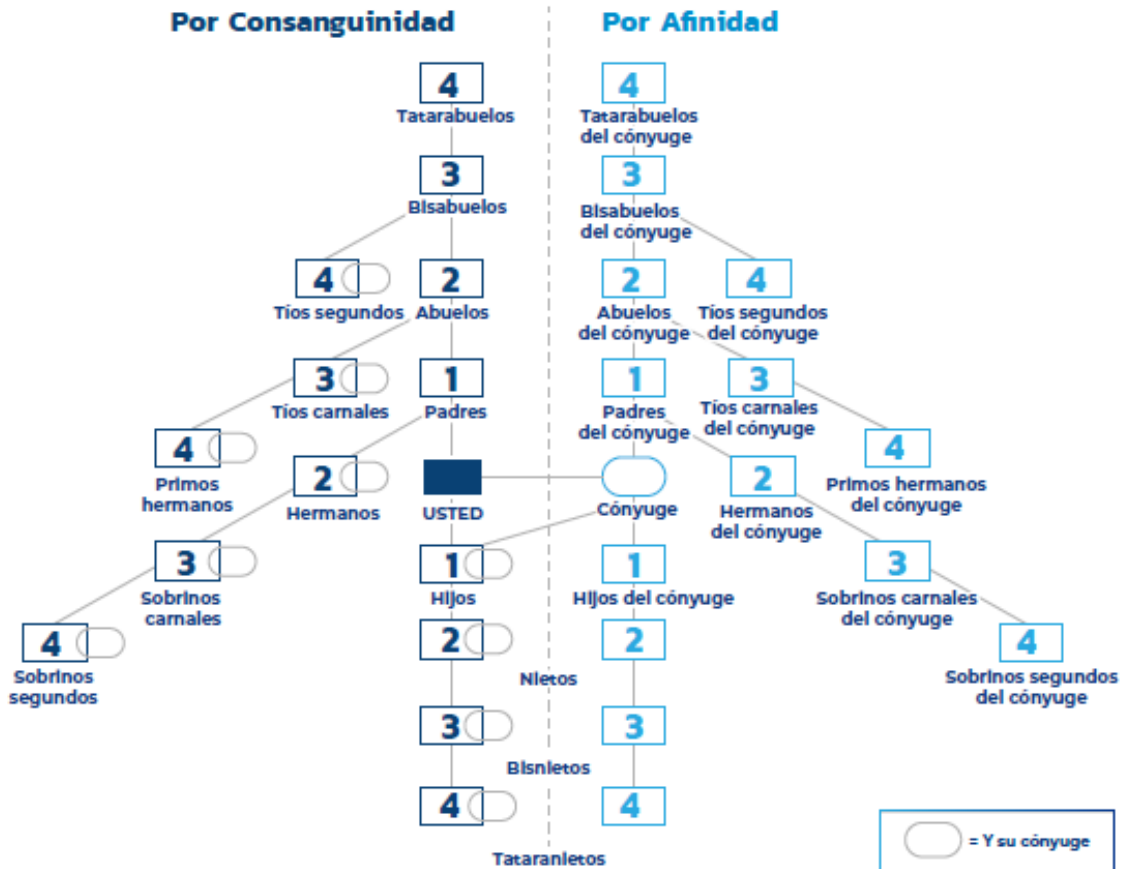 Por Consanguinidad Por Afinidad
4 4
Tatarabuelos Tatarabuelos
del cónyuge
3 3
Bisabuelos Bisabuelos
del cónyuge
4 2 2 4
Tíos segundos Abuelos Abuelos Tíos segundos
del cónyuge del cónyuge
3 1 1 3
Tíos carnales Padres Padres Tíos carnales
del cónyuge del cónyuge
4 2 2 4
Primos Primos hermanos
hermanos del cónyuge
Hermanos USTED Cónyuge Hermanos
del cónyuge
3 1 1 3
Sobrinos Hijos Hijos del cónyuge Sobrinos carnales
carnales del cónyuge
4 2 2 4
Sobrinos Nietos Sobrinos segundos
segundos del cónyuge
3 3
Bisnietos
4 4
Tataranietos
= Y su cónyuge